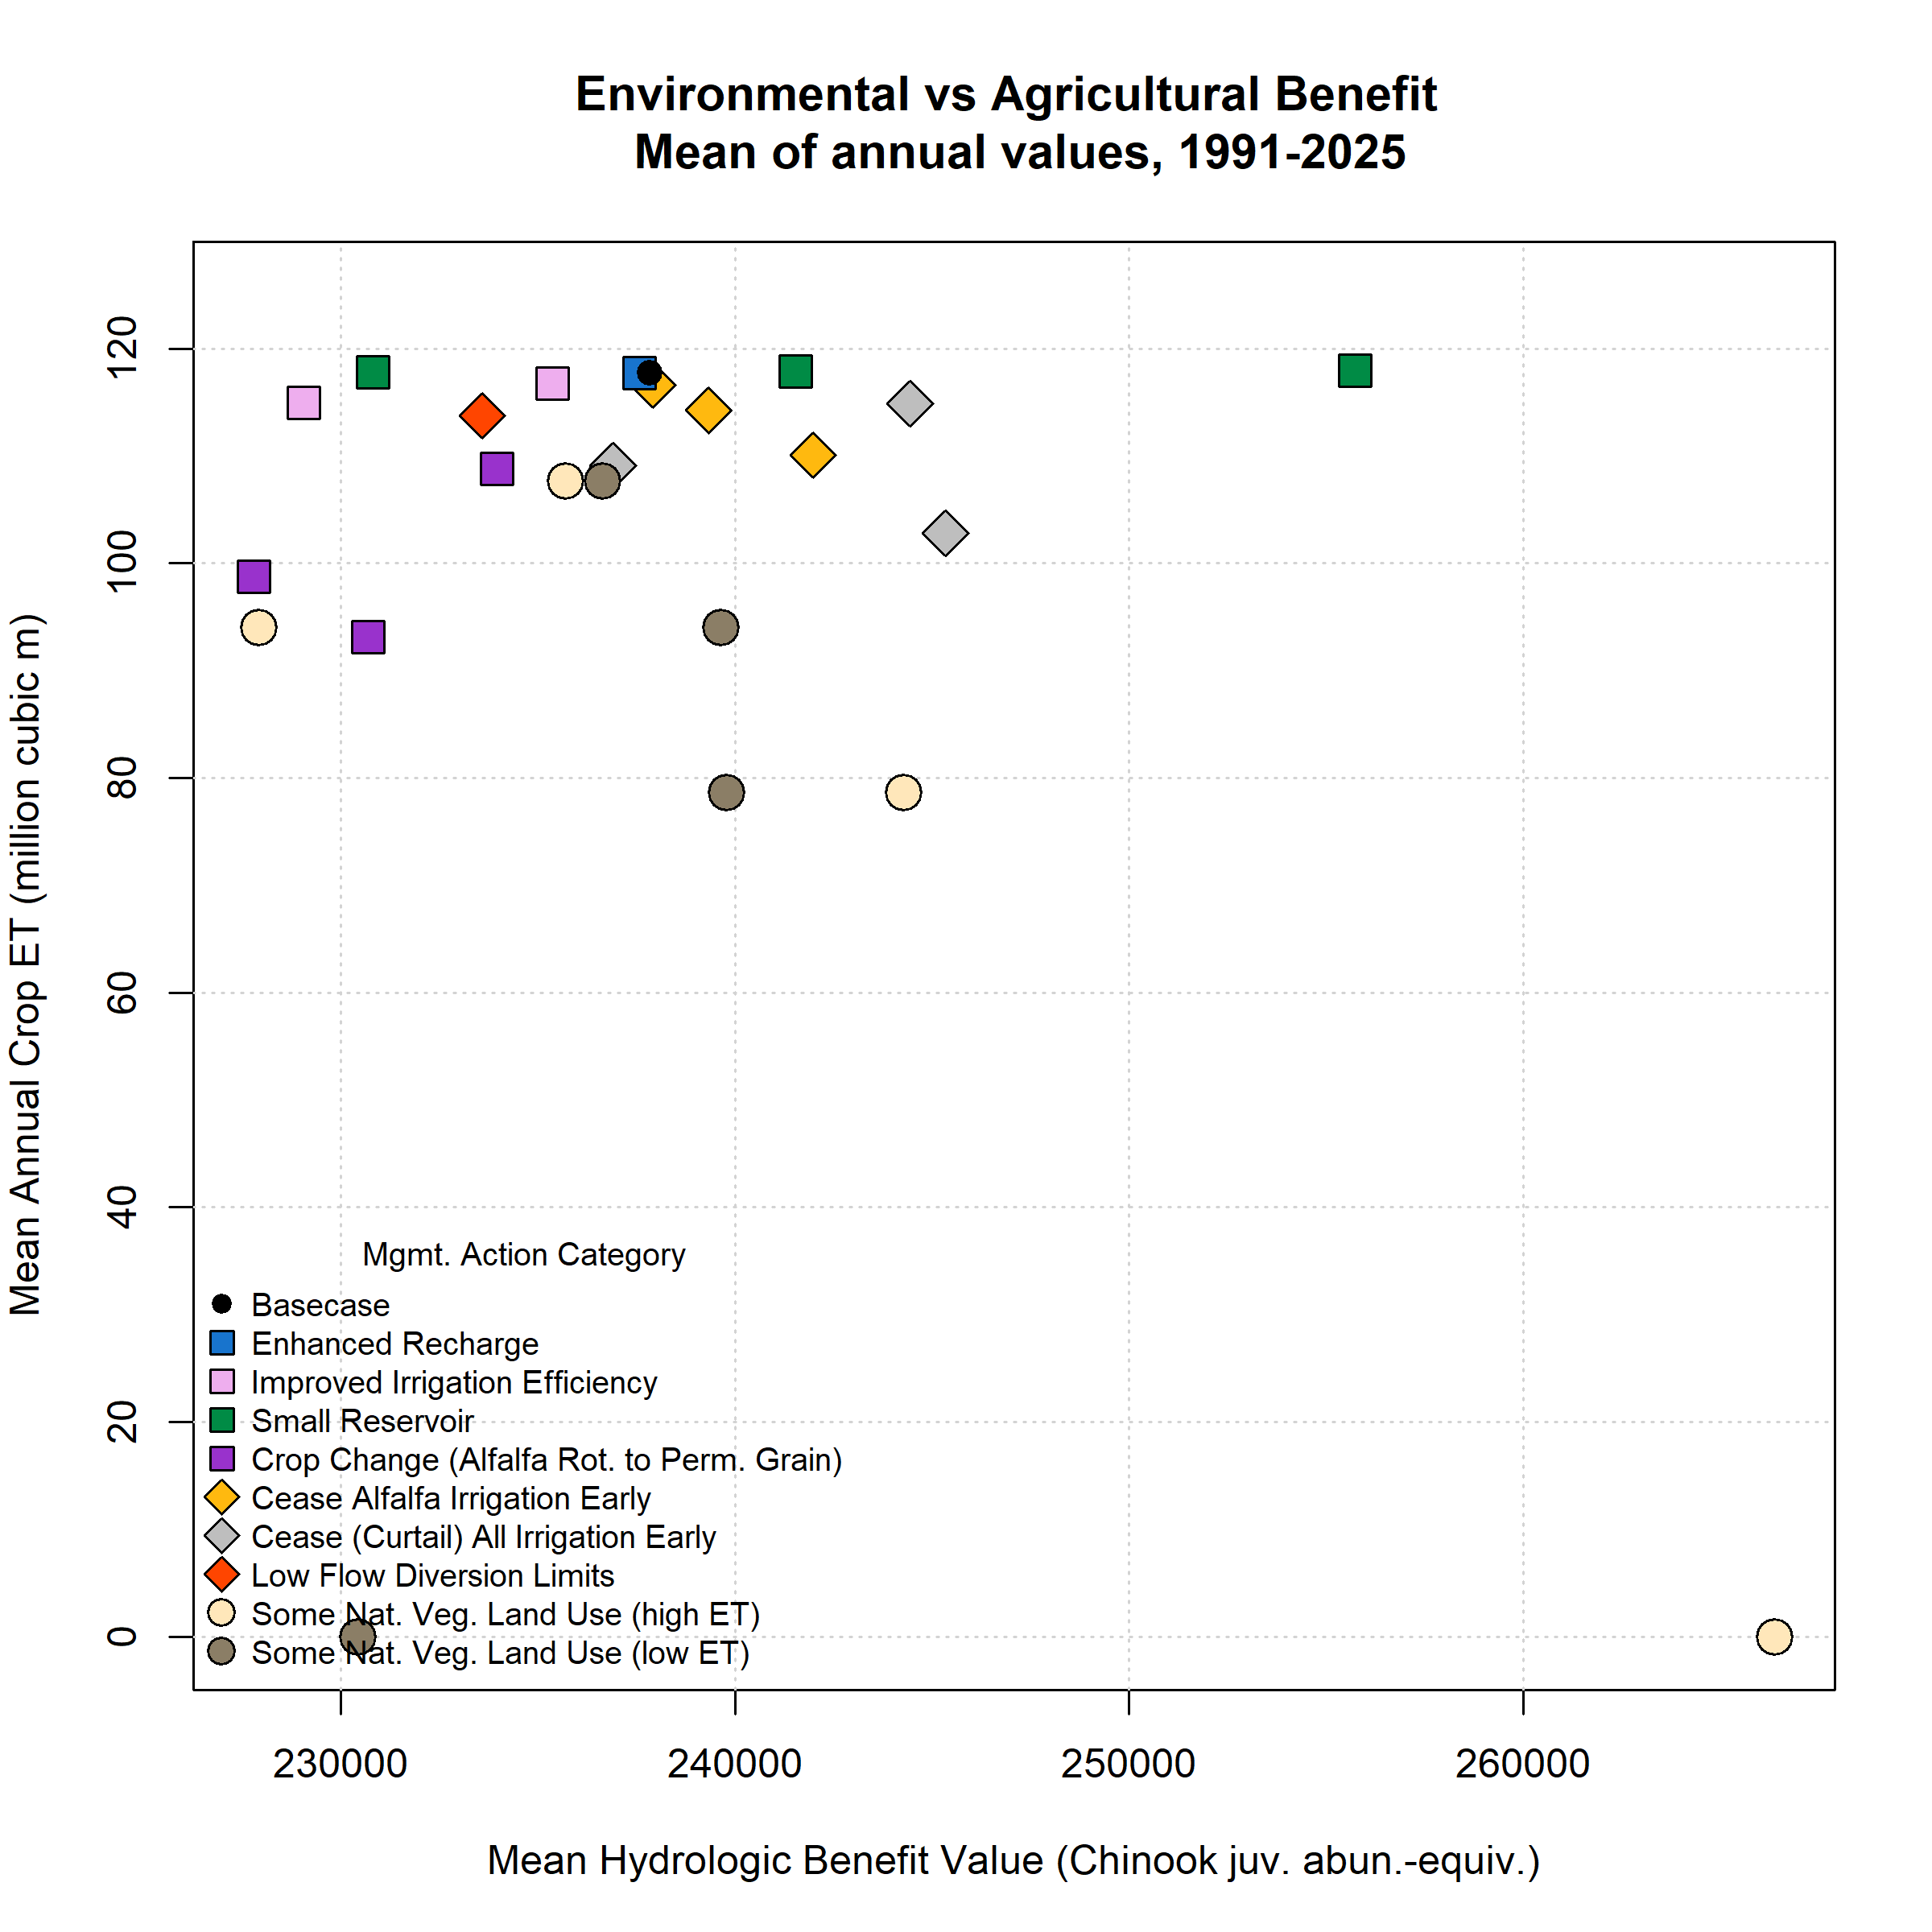 Environmental vs Agricultural Benefit
Mean of annual values, 1991-2025
Mean Annual Crop ET (million cubic m)
120
100
80
60
40
20
0
Mgmt. Action Category
Basecase
Enhanced Recharge
Improved Irrigation Efficiency
Small Reservoir
Crop Change (Alfalfa Rot. to Perm. Grain)
Cease Alfalfa Irrigation Early
Cease (Curtail) All Irrigation Early
Low Flow Diversion Limits
Some Nat. Veg. Land Use (high ET)
Some Nat. Veg. Land Use (low ET)
230000 240000 250000 260000
Mean Hydrologic Benefit Value (Chinook juv. abun.-equiv.)